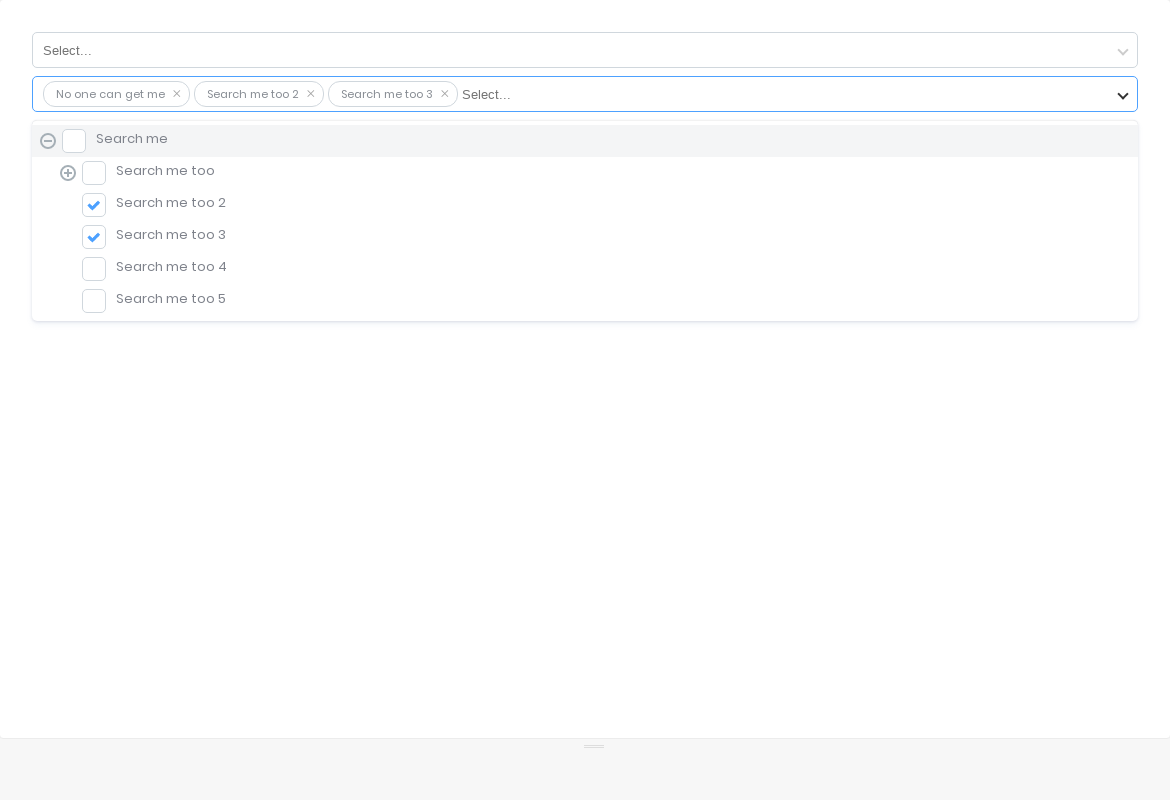 Select...
No one can get me × Search me too 2 × Search me too 3 × Select...
Search me
Search me too
Search me too 2
Search me too 3
Search me too 4
Search me too 5